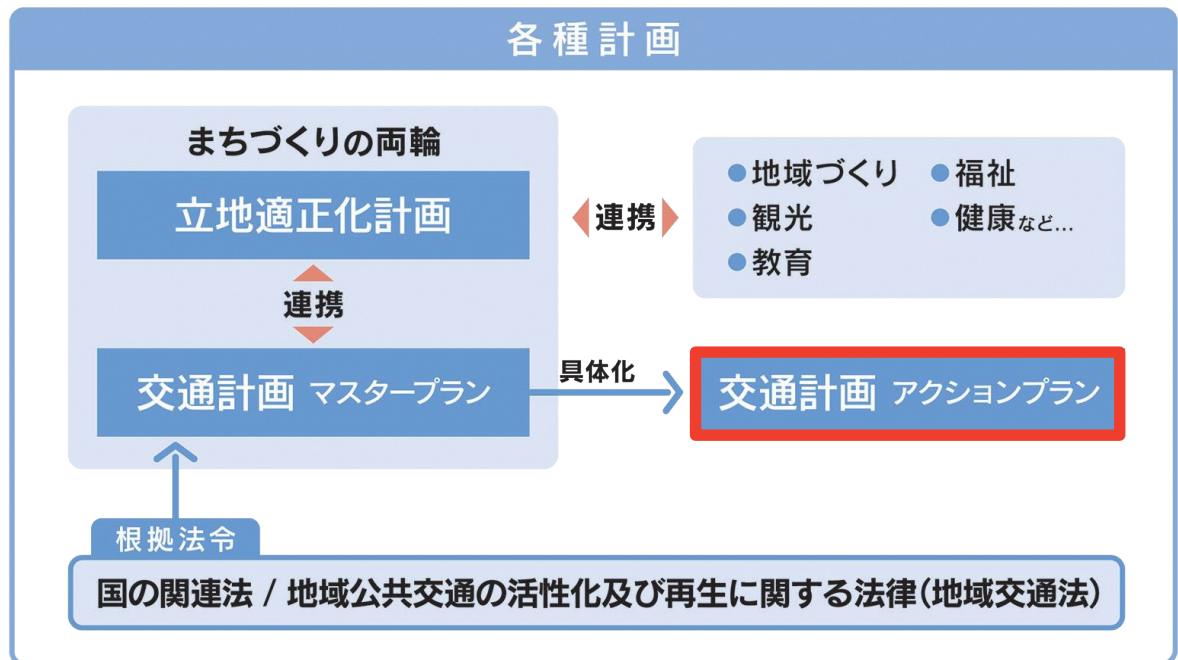 各種計画
まちづくりの両輪
立地適正化計画
連携
交通計画 マスタープラン
連携
●地域づくり ●福祉
●観光 ●健康など...
●教育
具体化
交通計画 アクションプラン
根拠法令
国の関連法 / 地域公共交通の活性化及び再生に関する法律(地域交通法)